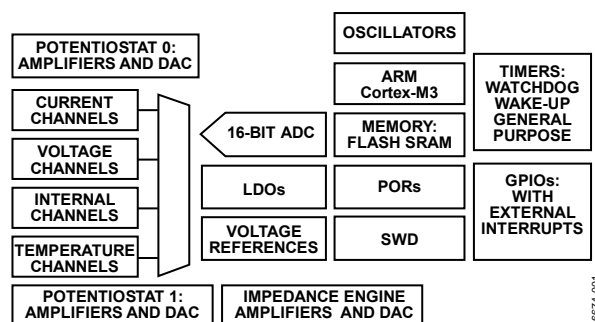 POTENTIOSTAT 0:
AMPLIFIERS AND DAC
CURRENT
CHANNELS
VOLTAGE
CHANNELS
INTERNAL
CHANNELS
TEMPERATURE
CHANNELS
POTENTIOSTAT 1:
AMPLIFIERS AND DAC
16-BIT ADC
LDOs
VOLTAGE
REFERENCES
IMPEDANCE ENGINE
AMPLIFIERS AND DAC
OSCILLATORS
ARM
Cortex-M3
MEMORY:
FLASH SRAM
PORs
SWD
TIMERS:
WATCHDOG
WAKE-UP
GENERAL
PURPOSE
GPIOs:
WITH
EXTERNAL
INTERRUPTS